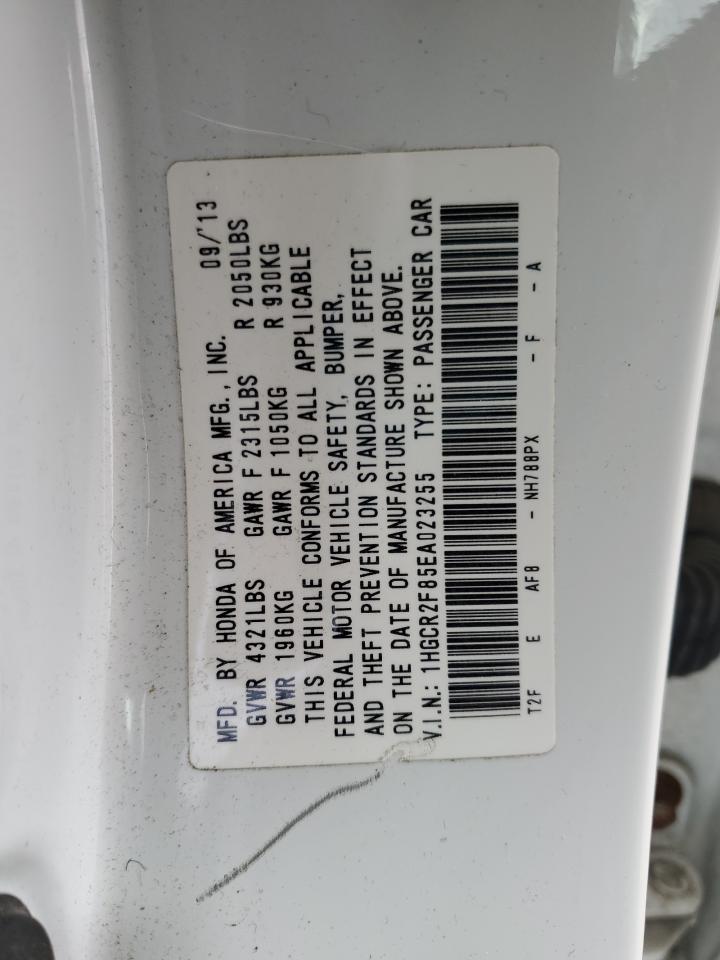 MFD. BY HONDA OF AMERICA MFG., INC. 09/'13
GVWR 4321LBS GAWR F 2315LBS R 2050LBS
GVWR 1960KG GAWR F 1050KG R 930KG
THIS VEHICLE CONFORMS TO ALL APPLICABLE
FEDERAL MOTOR VEHICLE SAFETY, BUMPER,
AND THEFT PREVENTION STANDARDS IN EFFECT
ON THE DATE OF MANUFACTURE SHOWN ABOVE.
V.I.N.: 1HGCR2F85EA023255 TYPE: PASSENGER CAR
T2F E AF8 - NH788PX - F - A